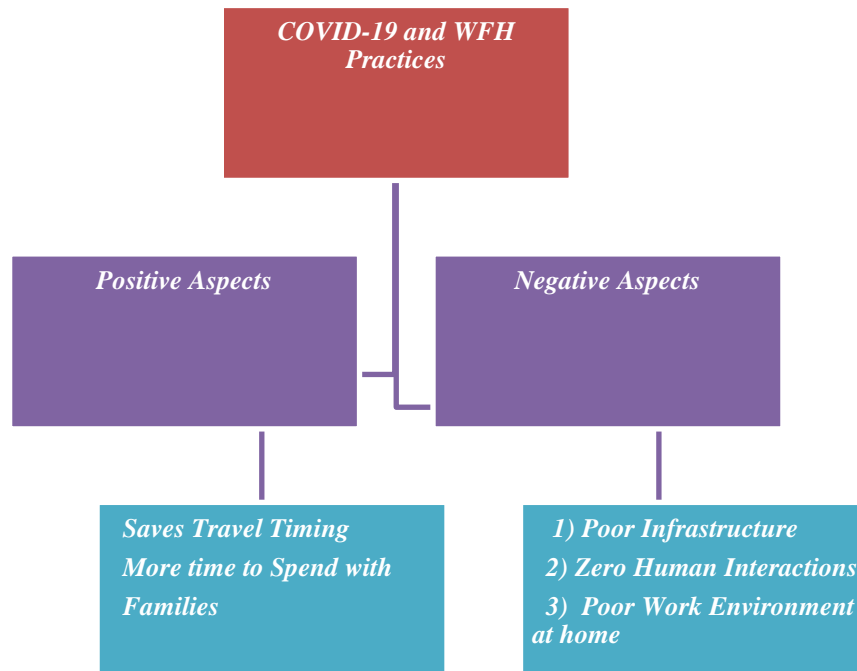 COVID-19 and WFH
Practices
Positive Aspects
Negative Aspects
Saves Travel Timing
More time to Spend with
Families
1) Poor Infrastructure
2) Zero Human Interactions
3) Poor Work Environment
at home